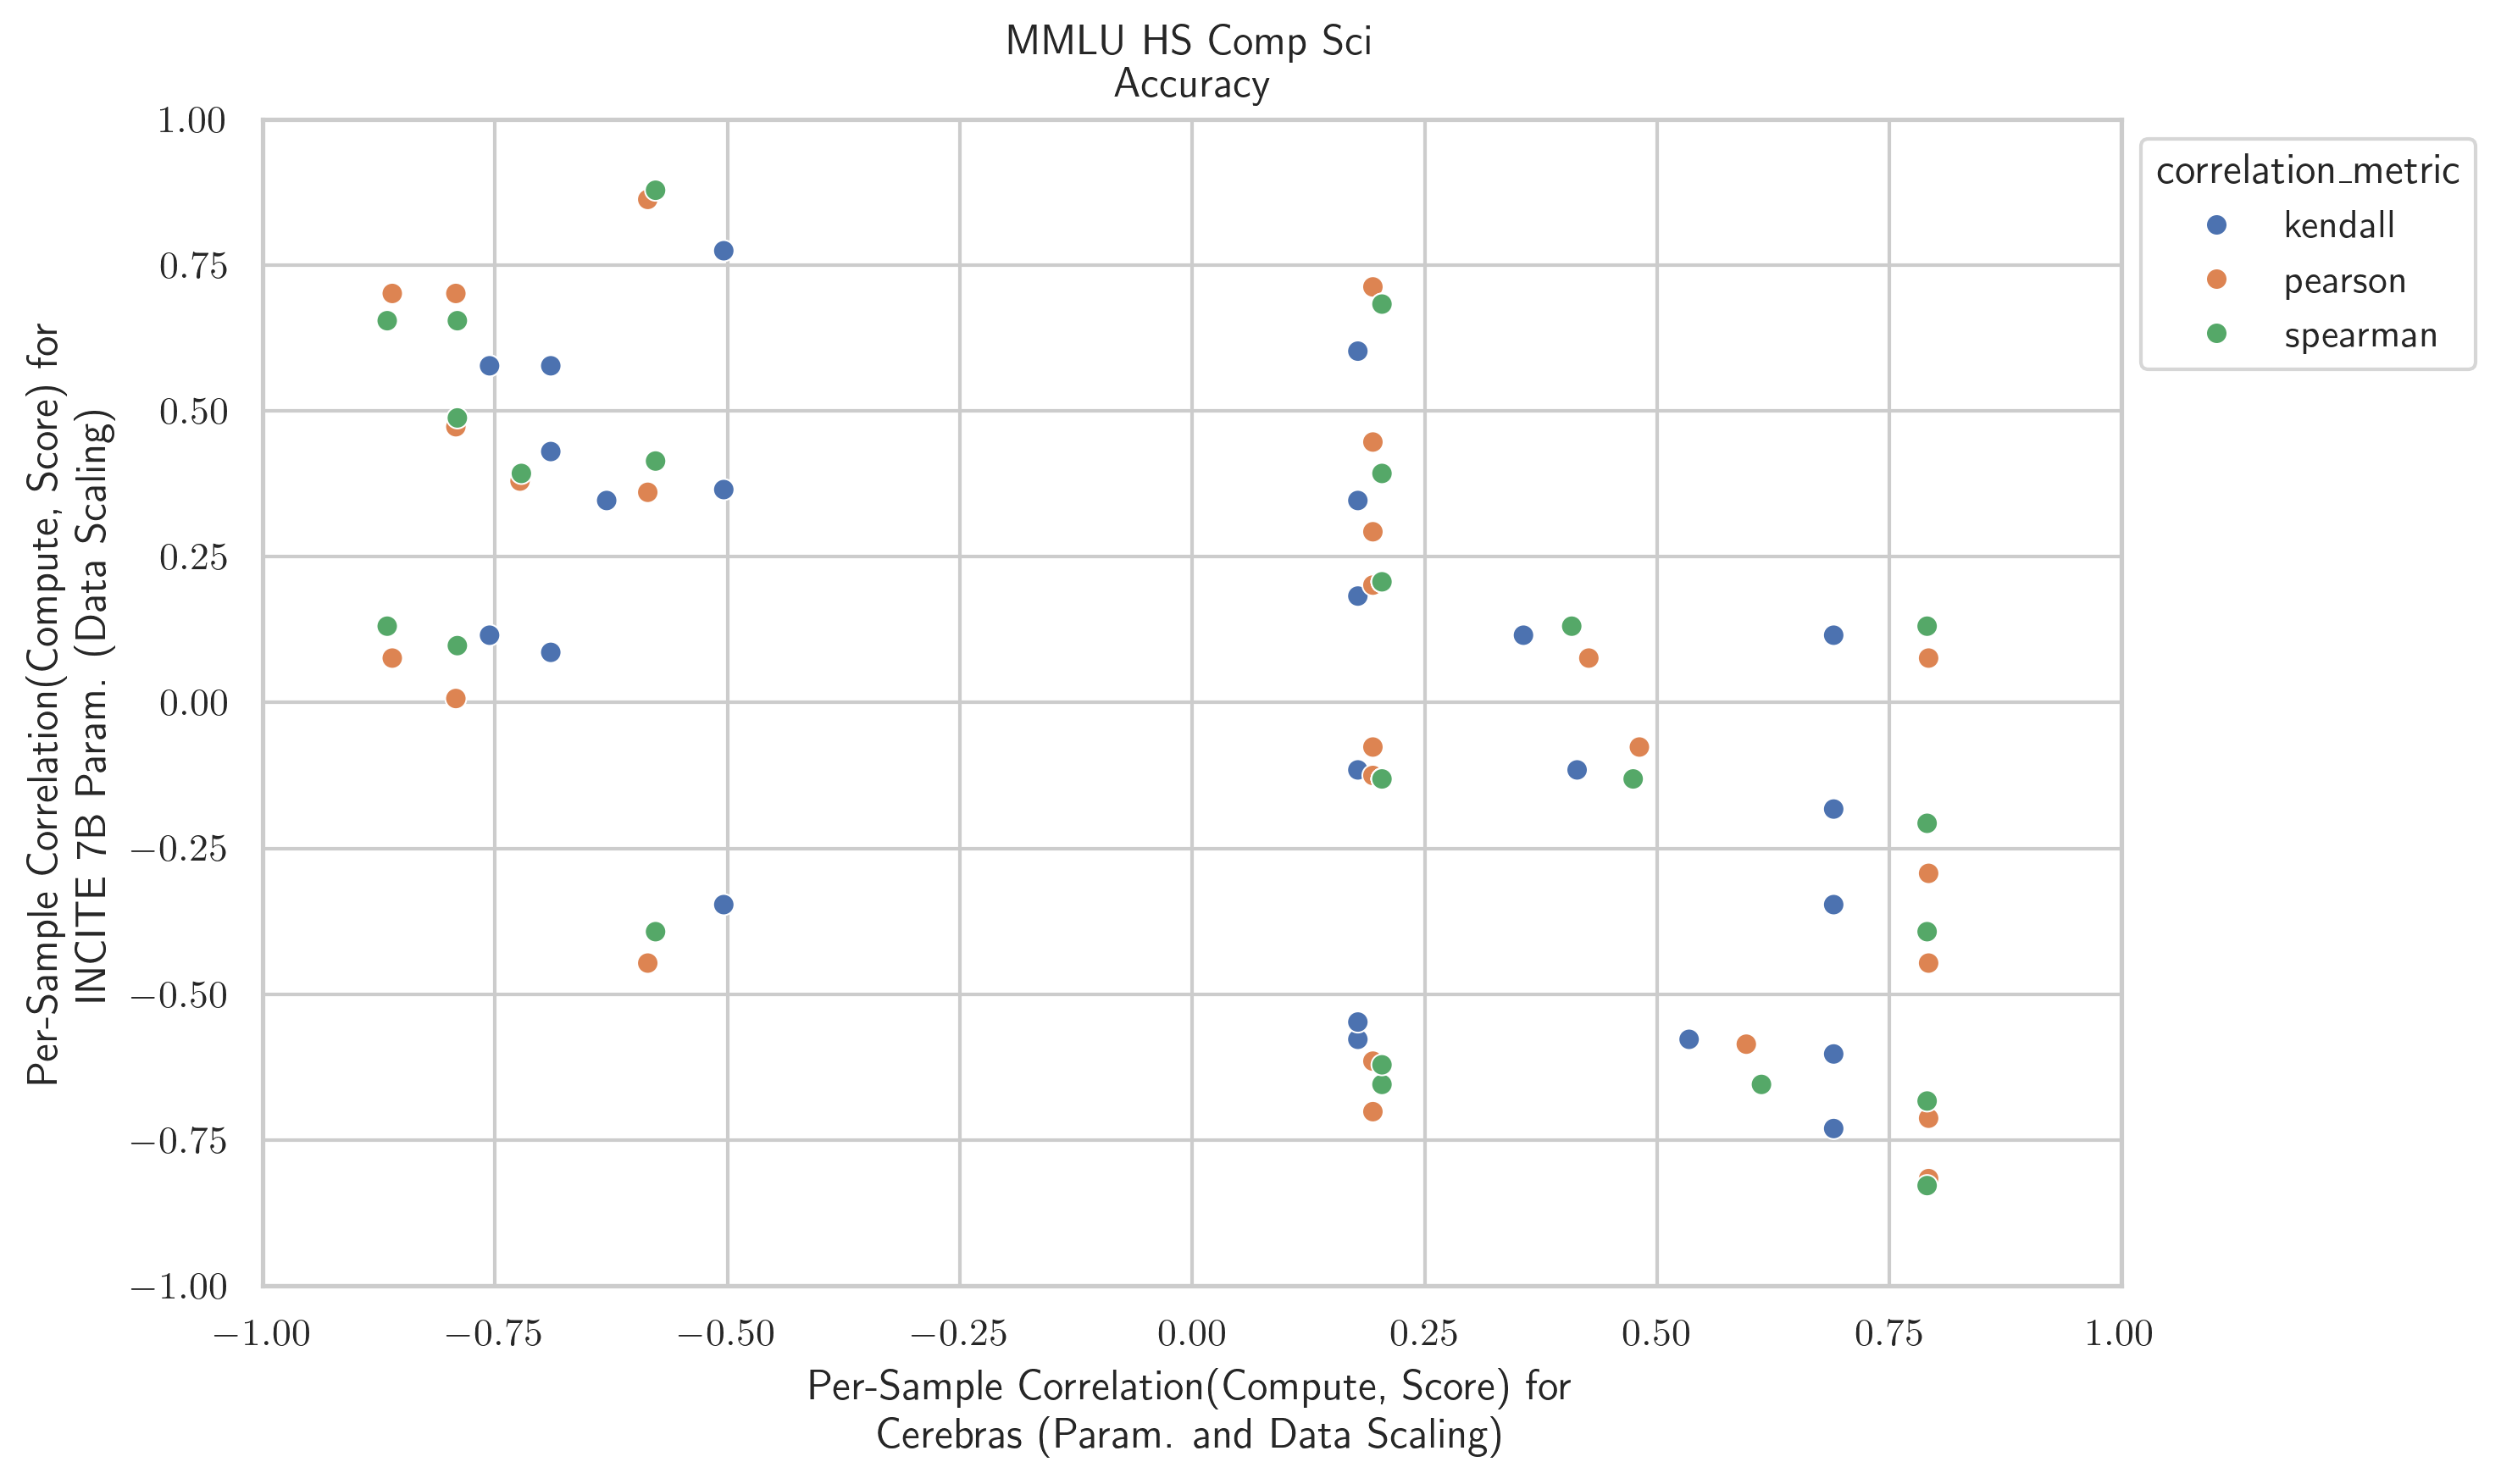 MMLU HS Comp Sci
Accuracy
Per-Sample Correlation(Compute, Score) for
INCITE 7B Param. (Data Scaling)
1.00
0.75
0.50
0.25
0.00
−0.25
−0.50
−0.75
−1.00
−1.00 −0.75 −0.50 −0.25 0.00 0.25 0.50 0.75 1.00
Per-Sample Correlation(Compute, Score) for
Cerebras (Param. and Data Scaling)
correlation_metric
kendall
pearson
spearman